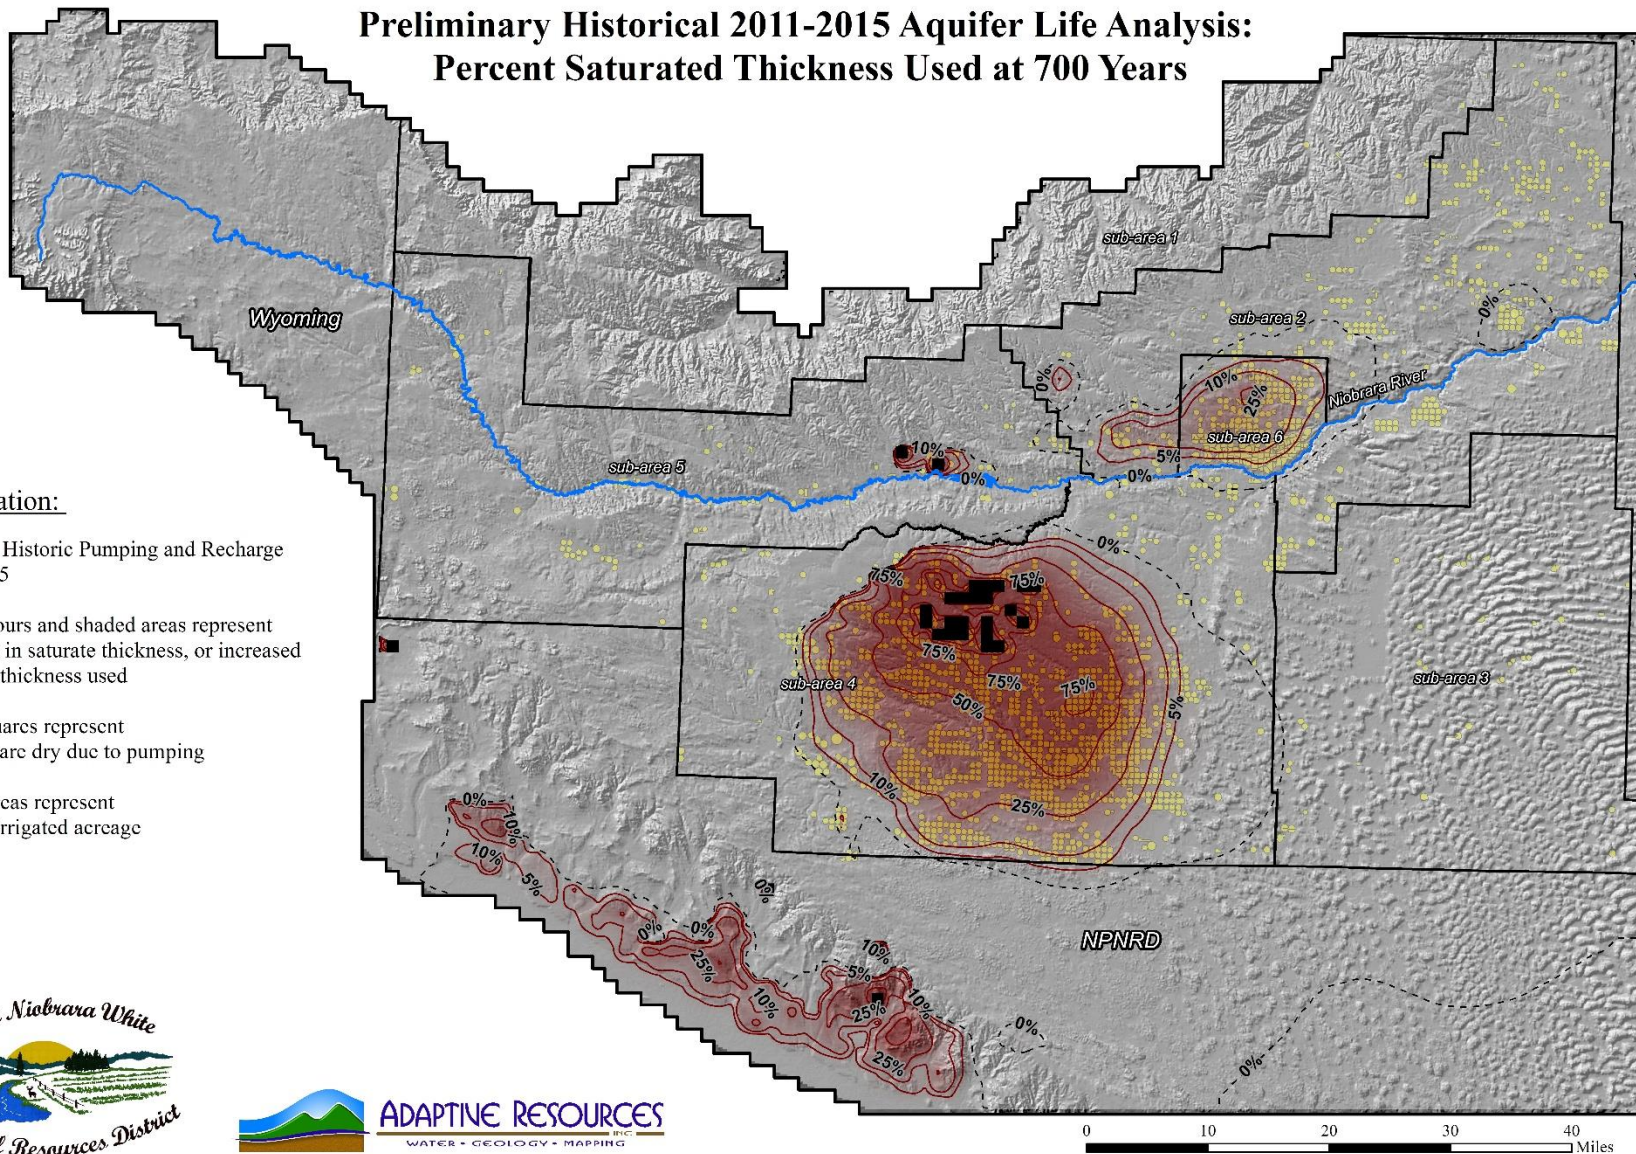 Preliminary Historical 2011-2015 Aquifer Life Analysis:
Percent Saturated Thickness Used at 700 Years
sub-area 1
Wyoming
sub-area 2
0%
0%
10%
25%
Niobrara River
sub-area 6
5%
10%
sub-area 5
0%
0%
ation:
Historic Pumping and Recharge
5
0%
75%
75%
ours and shaded areas represent
in saturate thickness, or increased
thickness used
75%
sub-area 4
75%
75%
sub-area 3
50%
5%
uares represent
are dry due to pumping
10%
25%
eas represent
irrigated acreage
0%
10%
10%
5%
0%
0%
0%
25%
10%
5%
NPNRD
10%
10%
25%
0%
25%
0%
Niobrara White
Resources District
ADAPTIVE RESOURCES
INC.
WATER - GEOLOGY - MAPPING
0 10 20 30 40
Miles